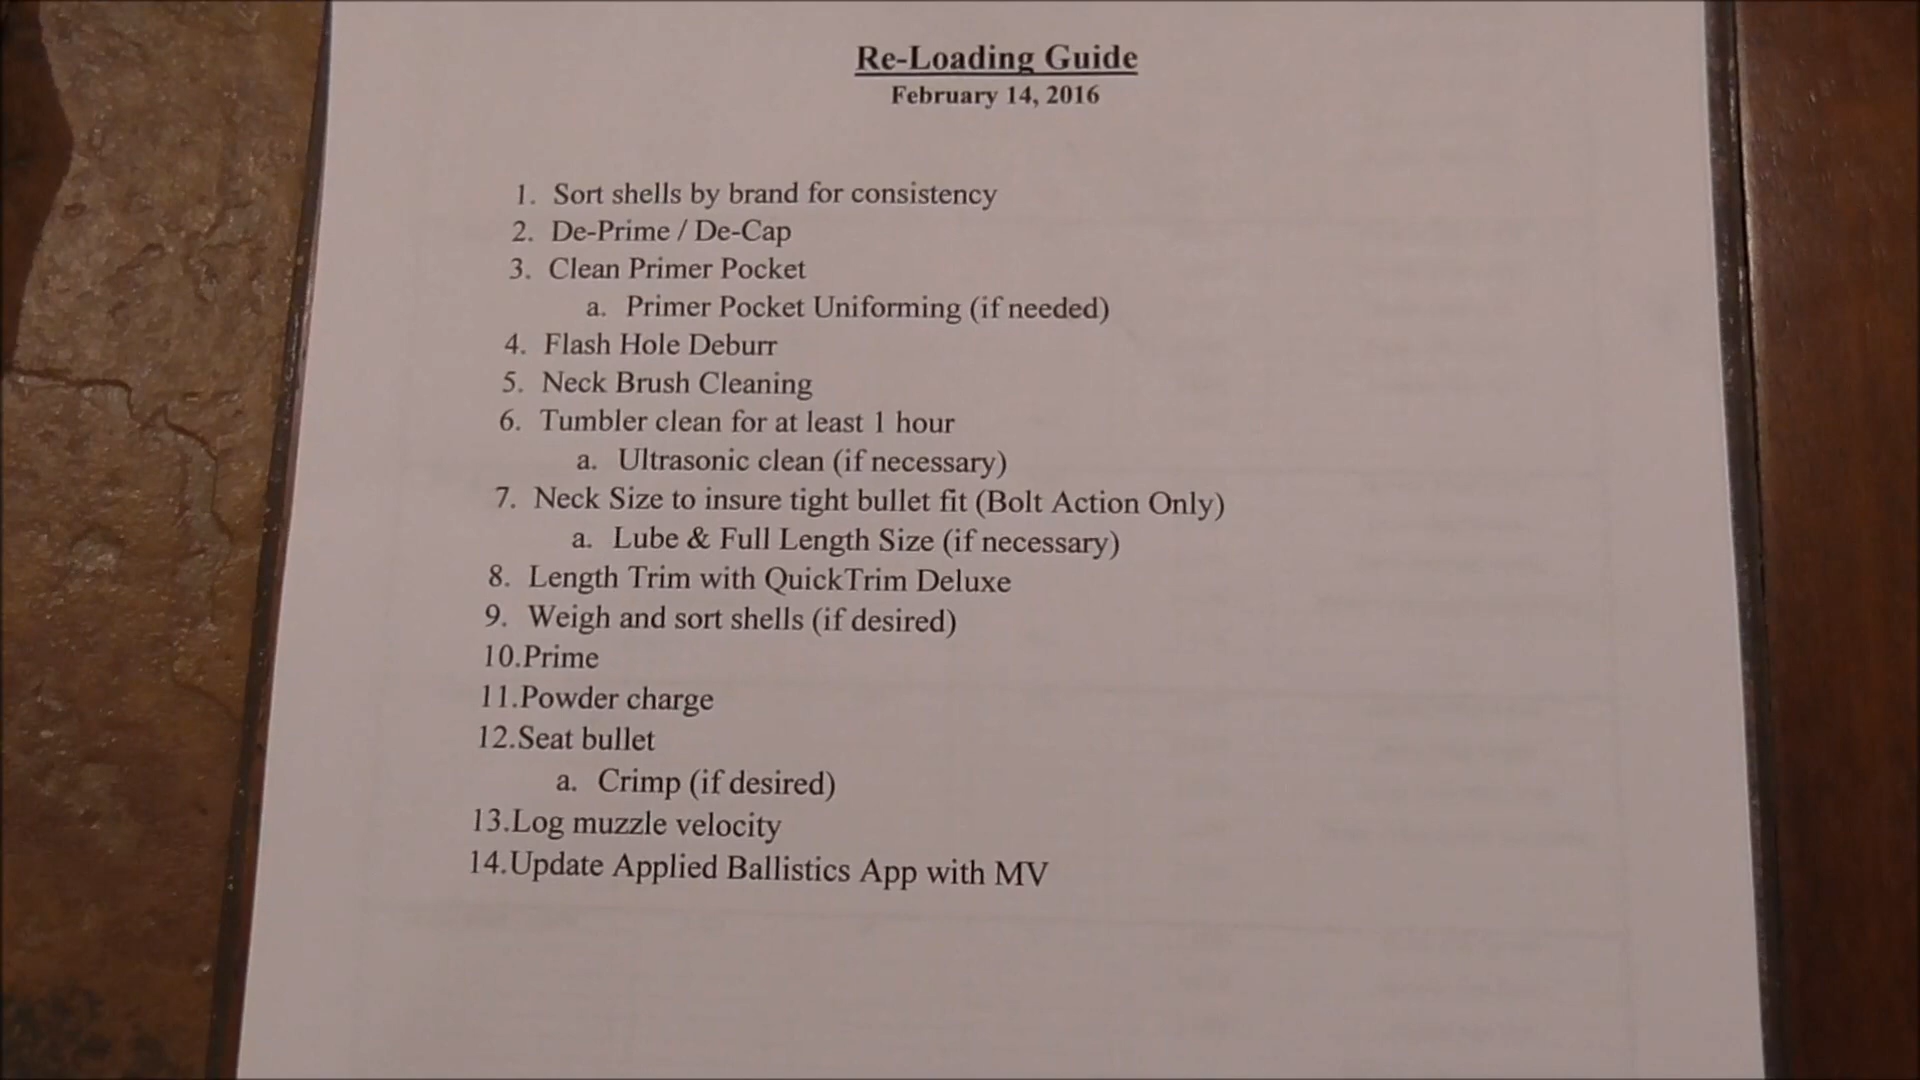 Re-Loading Guide
February 14, 2016
1. Sort shells by brand for consistency
2. De-Prime / De-Cap
3. Clean Primer Pocket
a. Primer Pocket Uniforming (if needed)
4. Flash Hole Deburr
5. Neck Brush Cleaning
6. Tumbler clean for at least 1 hour
a. Ultrasonic clean (if necessary)
7. Neck Size to insure tight bullet fit (Bolt Action Only)
a. Lube & Full Length Size (if necessary)
8. Length Trim with QuickTrim Deluxe
9. Weigh and sort shells (if desired)
10.Prime
11.Powder charge
12.Seat bullet
a. Crimp (if desired)
13.Log muzzle velocity
14.Update Applied Ballistics App with MV